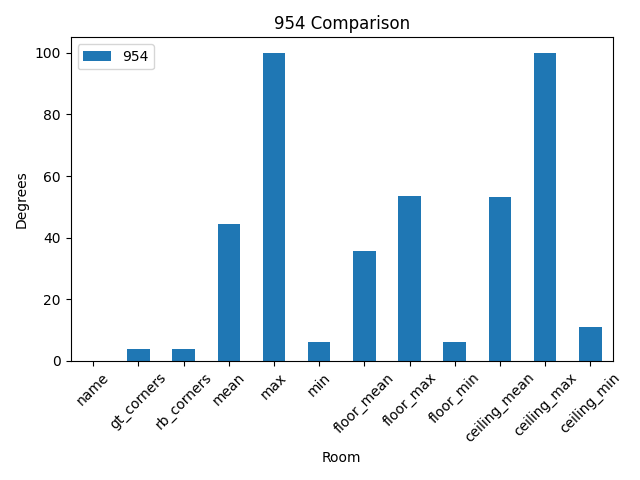 954 Comparison
954
100
80
60
40
20
0
Degrees
name
gt_corners
rb_corners
mean
max
min
floor_mean
floor_max
floor_min
ceiling_mean
ceiling_max
ceiling_min
Room